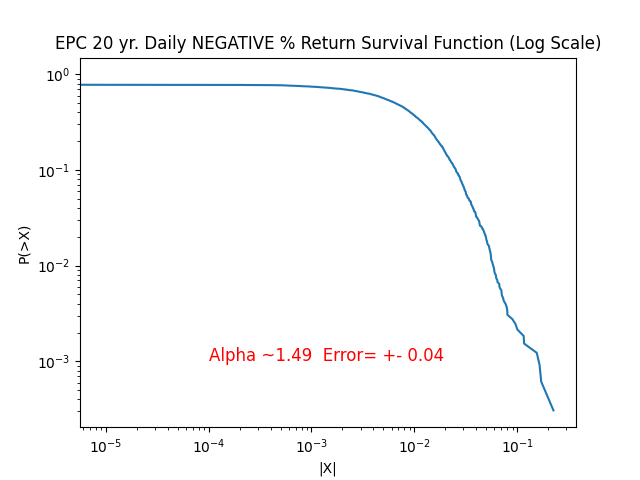 EPC 20 yr. Daily NEGATIVE % Return Survival Function (Log Scale)
10⁰
10⁻¹
10⁻²
10⁻³
P(>X)
Alpha ~1.49  Error= +- 0.04
10⁻⁵ 10⁻⁴ 10⁻³ 10⁻² 10⁻¹
|X|